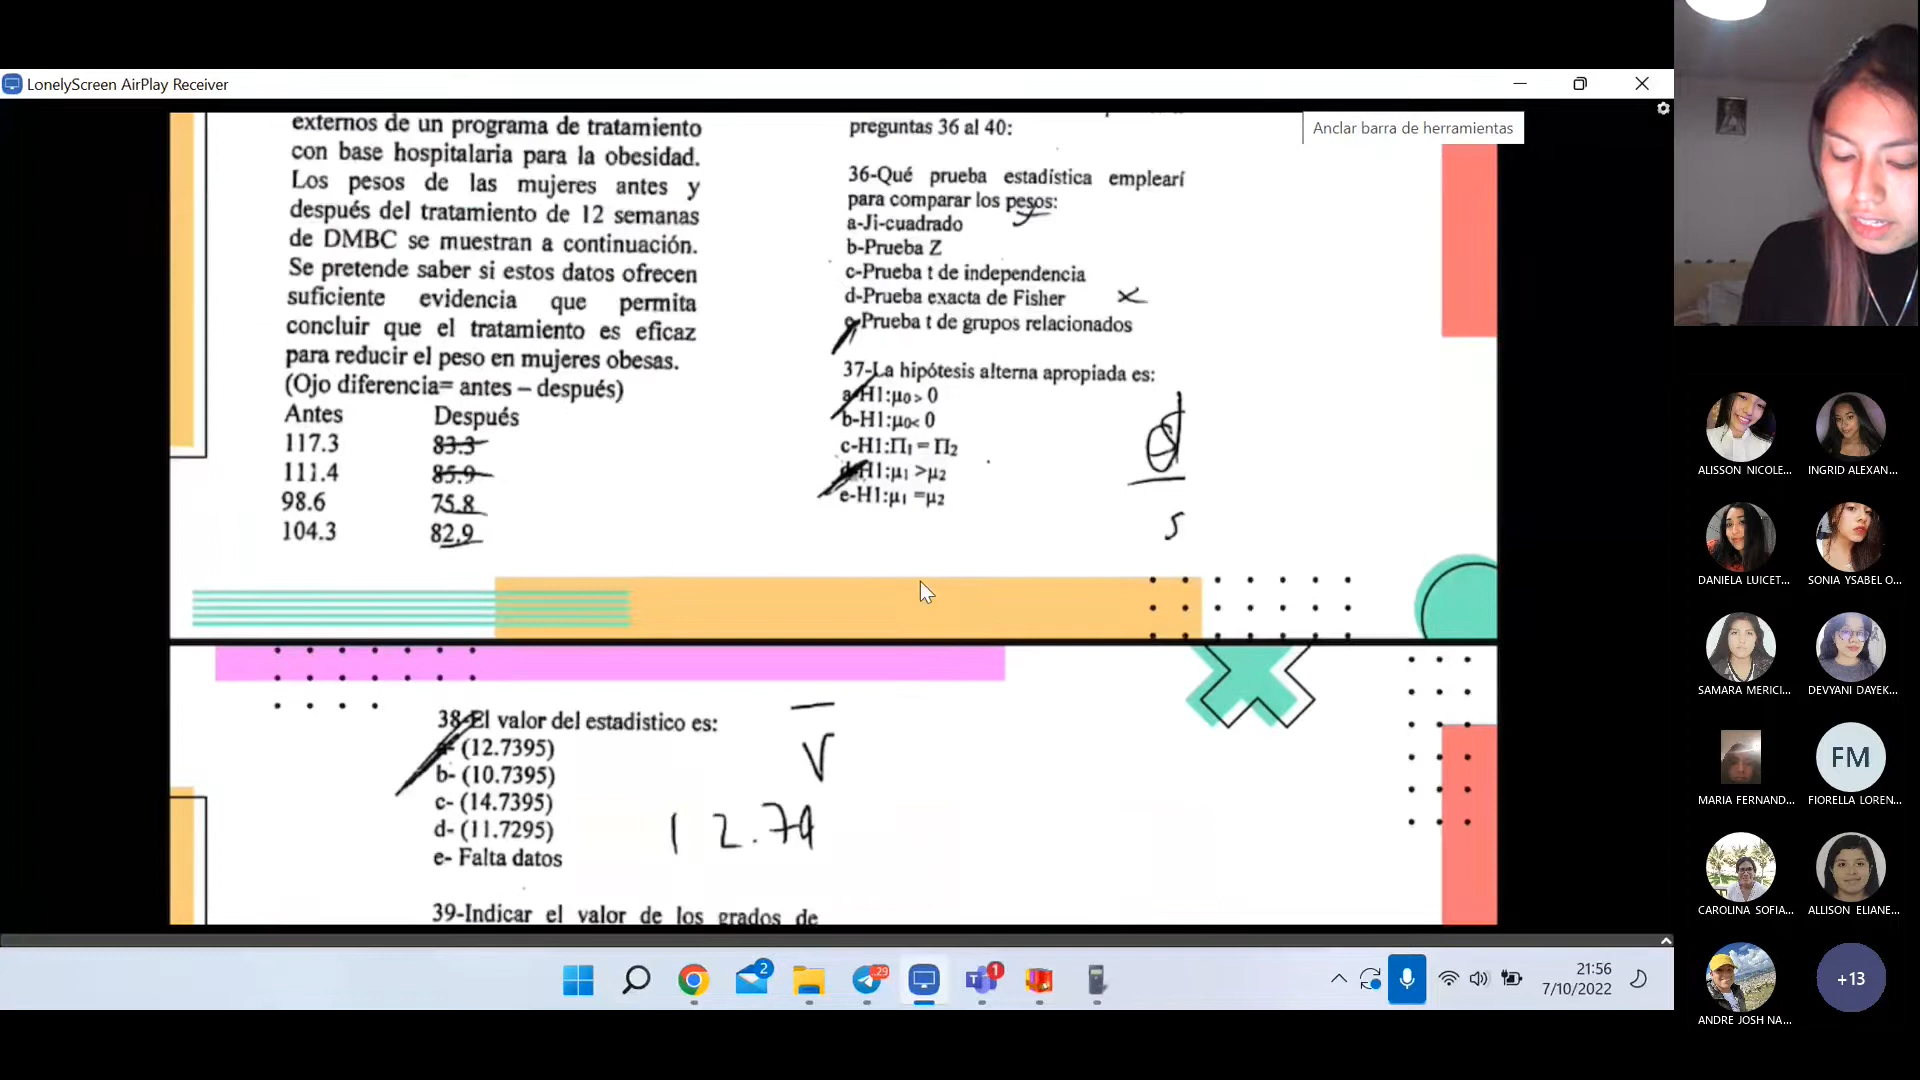 LonelyScreen AirPlay Receiver
Anclar barra de herramientas
externos de un programa de tratamiento
con base hospitalaria para la obesidad.
Los pesos de las mujeres antes y
después del tratamiento de 12 semanas
de DMBC se muestran a continuación.
Se pretende saber si estos datos ofrecen
suficiente evidencia que permita
concluir que el tratamiento es eficaz
para reducir el peso en mujeres obesas.
(Ojo diferencia= antes – después)
Antes Después
117.3 83.3
111.4 85.9
98.6 75.8
104.3 82.9
preguntas 36 al 40:
36-Qué prueba estadística emplearí
para comparar los pesos:
a-Ji-cuadrado
b-Prueba Z
c-Prueba t de independencia
d-Prueba exacta de Fisher
e-Prueba t de grupos relacionados
37-La hipótesis alterna apropiada es:
a-H1:μ0> 0
b-H1:μ0< 0
c-H1:Π1 = Π2
d-H1:μ1 >μ2
e-H1:μ1 =μ2
d
s
38-El valor del estadistico es:
a- (12.7395)
b- (10.7395)
c- (14.7395)
d- (11.7295)
e- Falta datos
√
12.74
39-Indicar el valor de los grados de
ALISSON NICOLE...
INGRID ALEXAN...
DANIELA LUICET...
SONIA YSABEL O...
SAMARA MERICI...
DEVYANI DAYEK...
FM
MARIA FERNAND...
FIORELLA LOREN...
CAROLINA SOFIA...
ALLISON ELIANE...
+13
ANDRE JOSH NA...
2
..29
1
21:56
7/10/2022